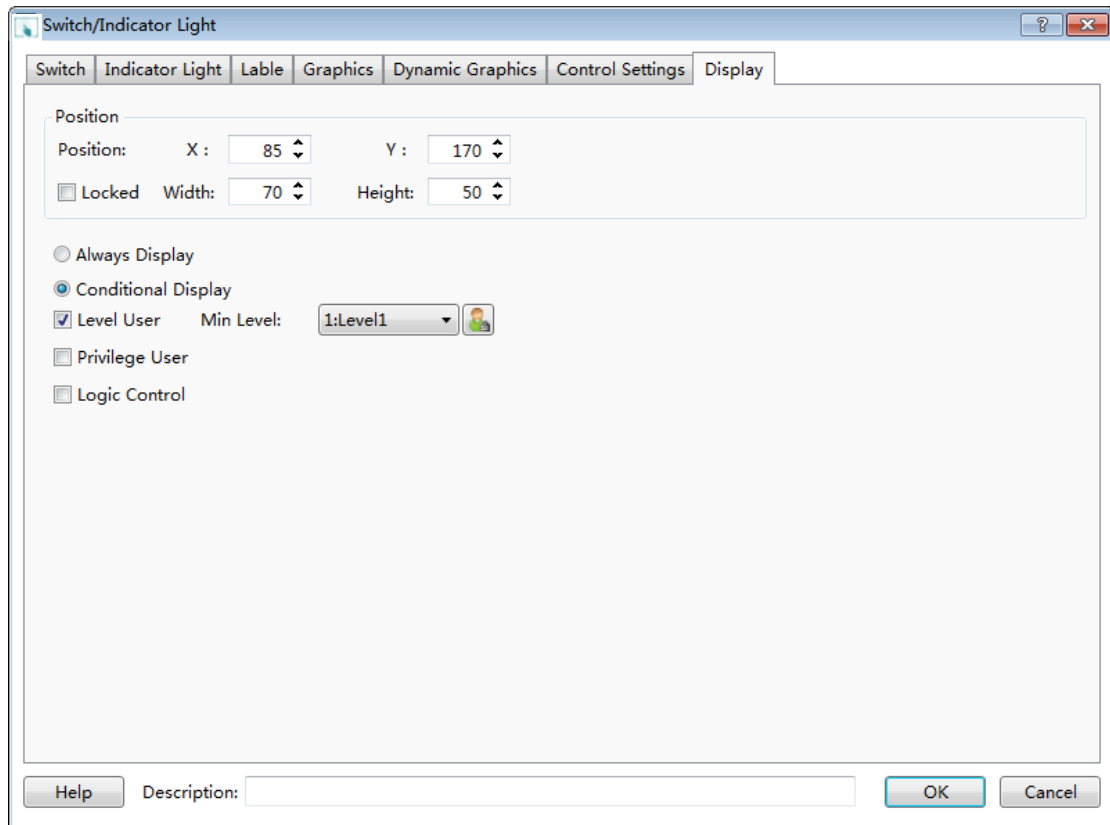 Switch/Indicator Light
Switch Indicator Light Lable Graphics Dynamic Graphics Control Settings Display
Position
Position: X : 85 Y : 170
Locked Width: 70 Height: 50
Always Display
Conditional Display
Level User Min Level: 1:Level1
Privilege User
Logic Control
Help Description: OK Cancel